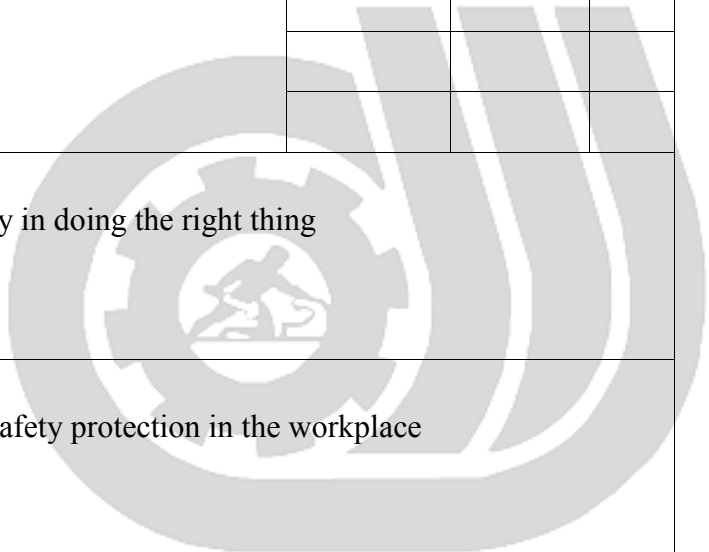 y in doing the right thing
afety protection in the workplace